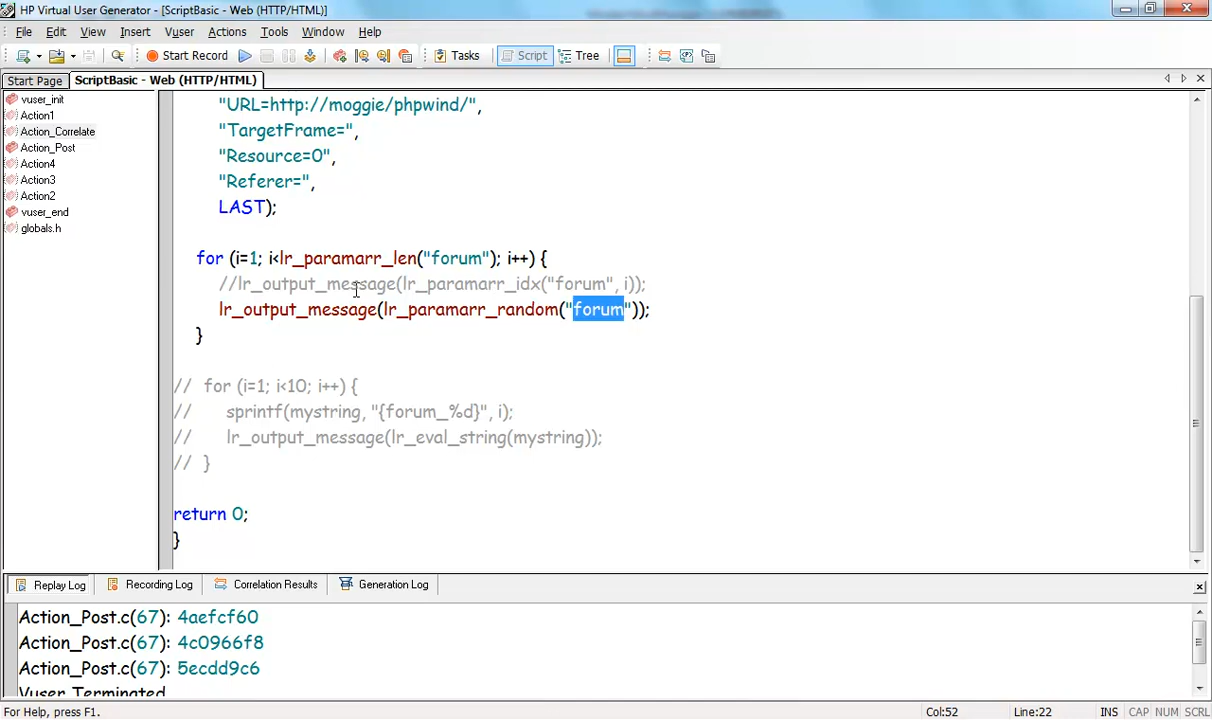 HP Virtual User Generator - [ScriptBasic - Web (HTTP/HTML)]
File Edit View Insert Vuser Actions Tools Window Help
Start Record Tasks Script Tree
Start Page ScriptBasic - Web (HTTP/HTML)
vuser_init
Action1
Action_Correlate
Action_Post
Action4
Action3
Action2
vuser_end
globals.h
"URL=http://moggie/phpwind/",
"TargetFrame=",
"Resource=0",
"Referer=",
LAST);
for (i=1; i<lr_paramarr_len("forum"); i++) {
//lr_output_message(lr_paramarr_idx("forum", i));
lr_output_message(lr_paramarr_random("forum"));
}
// for (i=1; i<10; i++) {
// sprintf(mystring, "{forum_%d}", i);
// lr_output_message(lr_eval_string(mystring));
// }
return 0;
}
Replay Log Recording Log Correlation Results Generation Log
Action_Post.c(67): 4aefcf60
Action_Post.c(67): 4c0966f8
Action_Post.c(67): 5ecdd9c6
Vuser Terminated
For Help, press F1. Col:52 Line:22 INS CAP NUM SCRL